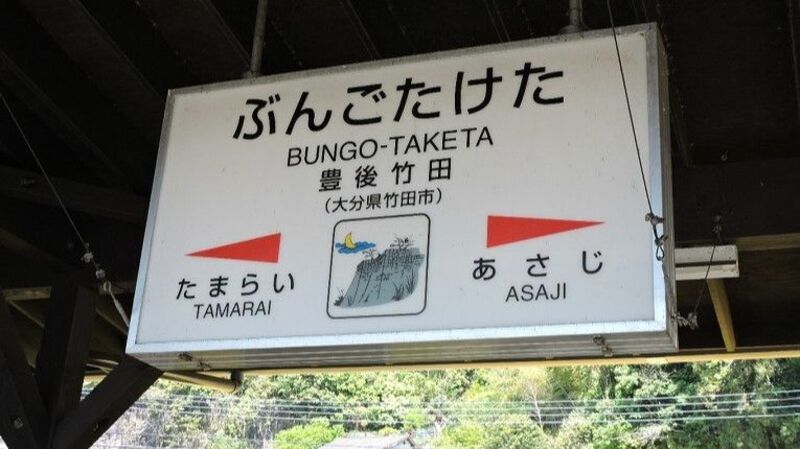 ぶんごたけた
BUNGO-TAKETA
豊後竹田
(大分県竹田市)
たまらい
TAMARAI
あさじ
ASAJI